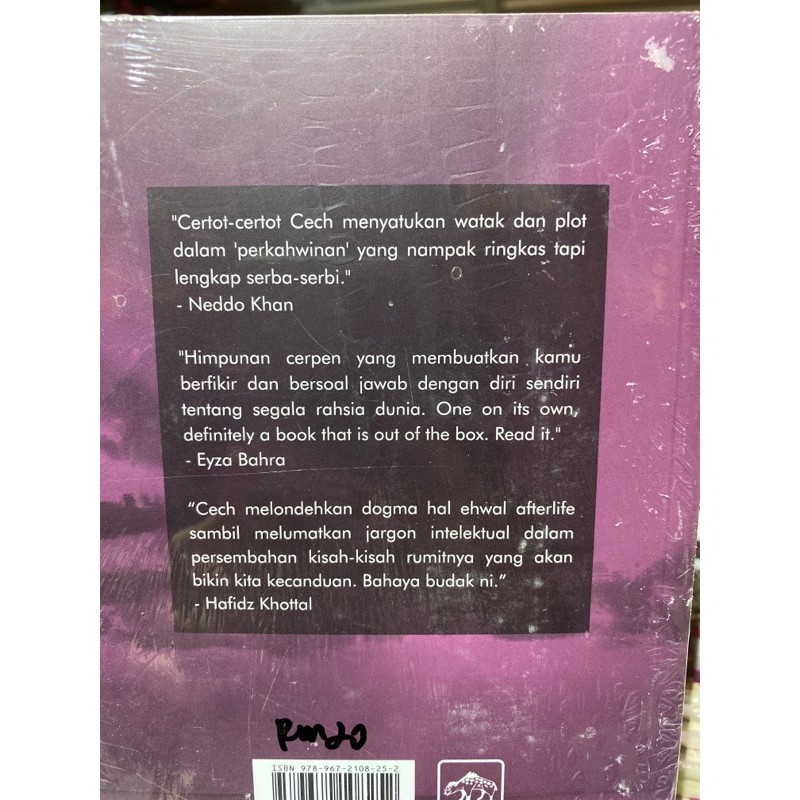 "Certot-certot Cech menyatukan watak dan plot
dalam 'perkahwinan' yang nampak ringkas tapi
lengkap serba-serbi."
- Neddo Khan
"Himpunan cerpen yang membuatkan kamu
berfikir dan bersoal jawab dengan diri sendiri
tentang segala rahsia dunia. One on its own,
definitely a book that is out of the box. Read it."
- Eyza Bahra
“Cech melondehkan dogma hal ehwal afterlife
sambil melumatkan jargon intelektual dalam
persembahan kisah-kisah rumitnya yang akan
bikin kita kecanduan. Bahaya budak ni.”
- Hafidz Khottal
RM20
ISBN 978-967-2108-25-2